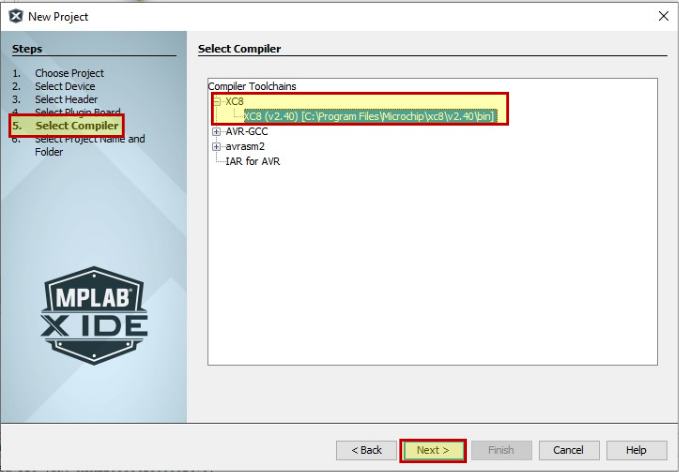 New Project
Steps
1. Choose Project
2. Select Device
3. Select Header
4. Select Plugin Board
5. Select Compiler
6. Select Project Name and
Folder
MPLAB
X IDE
Select Compiler
Compiler Toolchains
XC8
XC8 (v2.40) [C:\Program Files\Microchip\xc8\v2.40\bin]
AVR-GCC
avrasm2
IAR for AVR
< Back
Next >
Finish
Cancel
Help